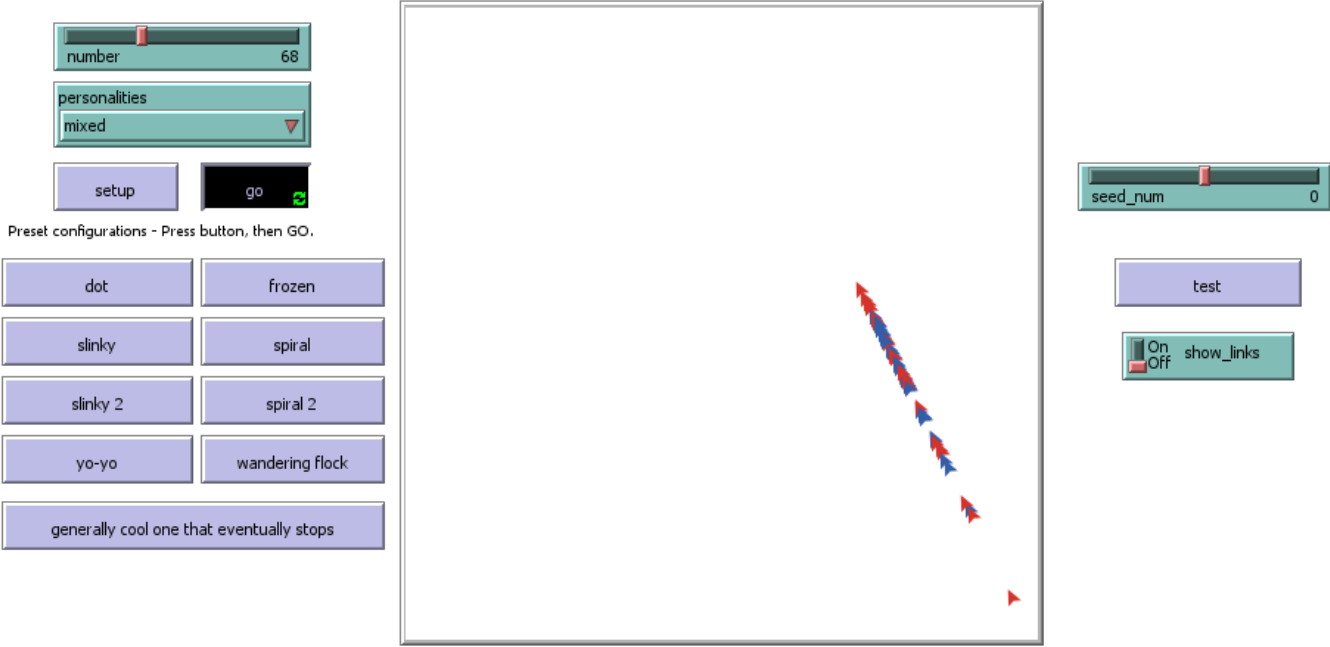 number 68
personalities
mixed
setup
go
Preset configurations - Press button, then GO.
dot
frozen
slinky
spiral
slinky 2
spiral 2
yo-yo
wandering flock
generally cool one that eventually stops
seed_num 0
test
On
Off
show_links